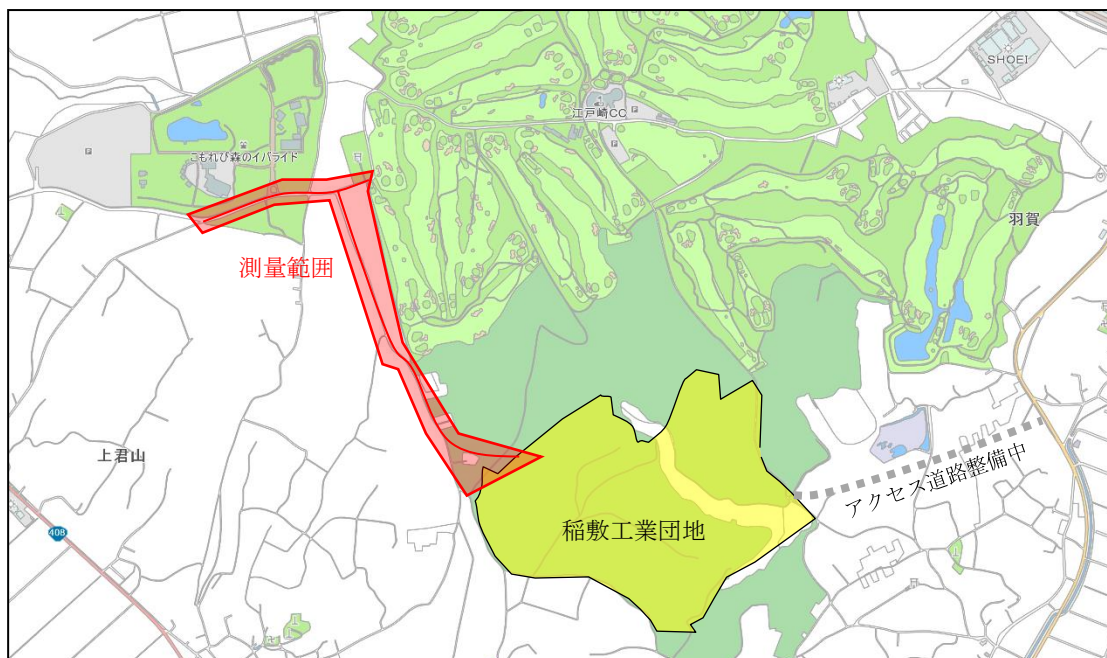 SHOEI
江戸崎CC
P
P
こもれび森のイバライド
羽賀
測量範囲
上君山
アクセス道路整備中
稲敷工業団地
408